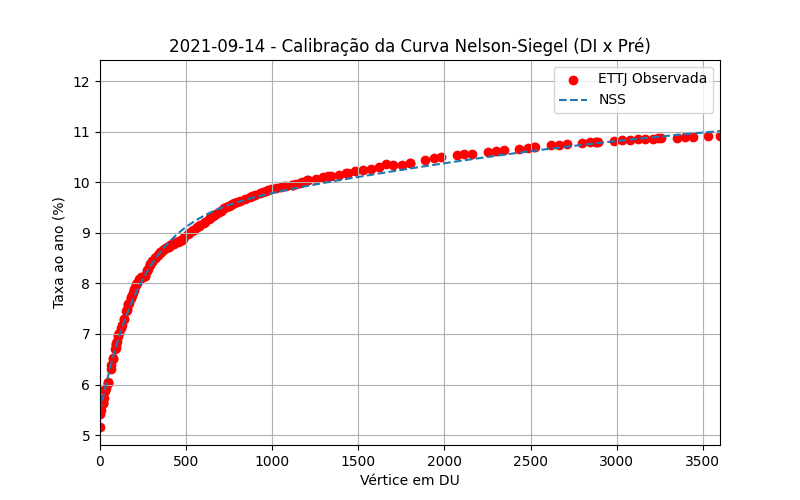 2021-09-14 - Calibração da Curva Nelson-Siegel (DI x Pré)
ETTJ Observada
NSS
Taxa ao ano (%)
12
11
10
9
8
7
6
5
0 500 1000 1500 2000 2500 3000 3500
Vértice em DU